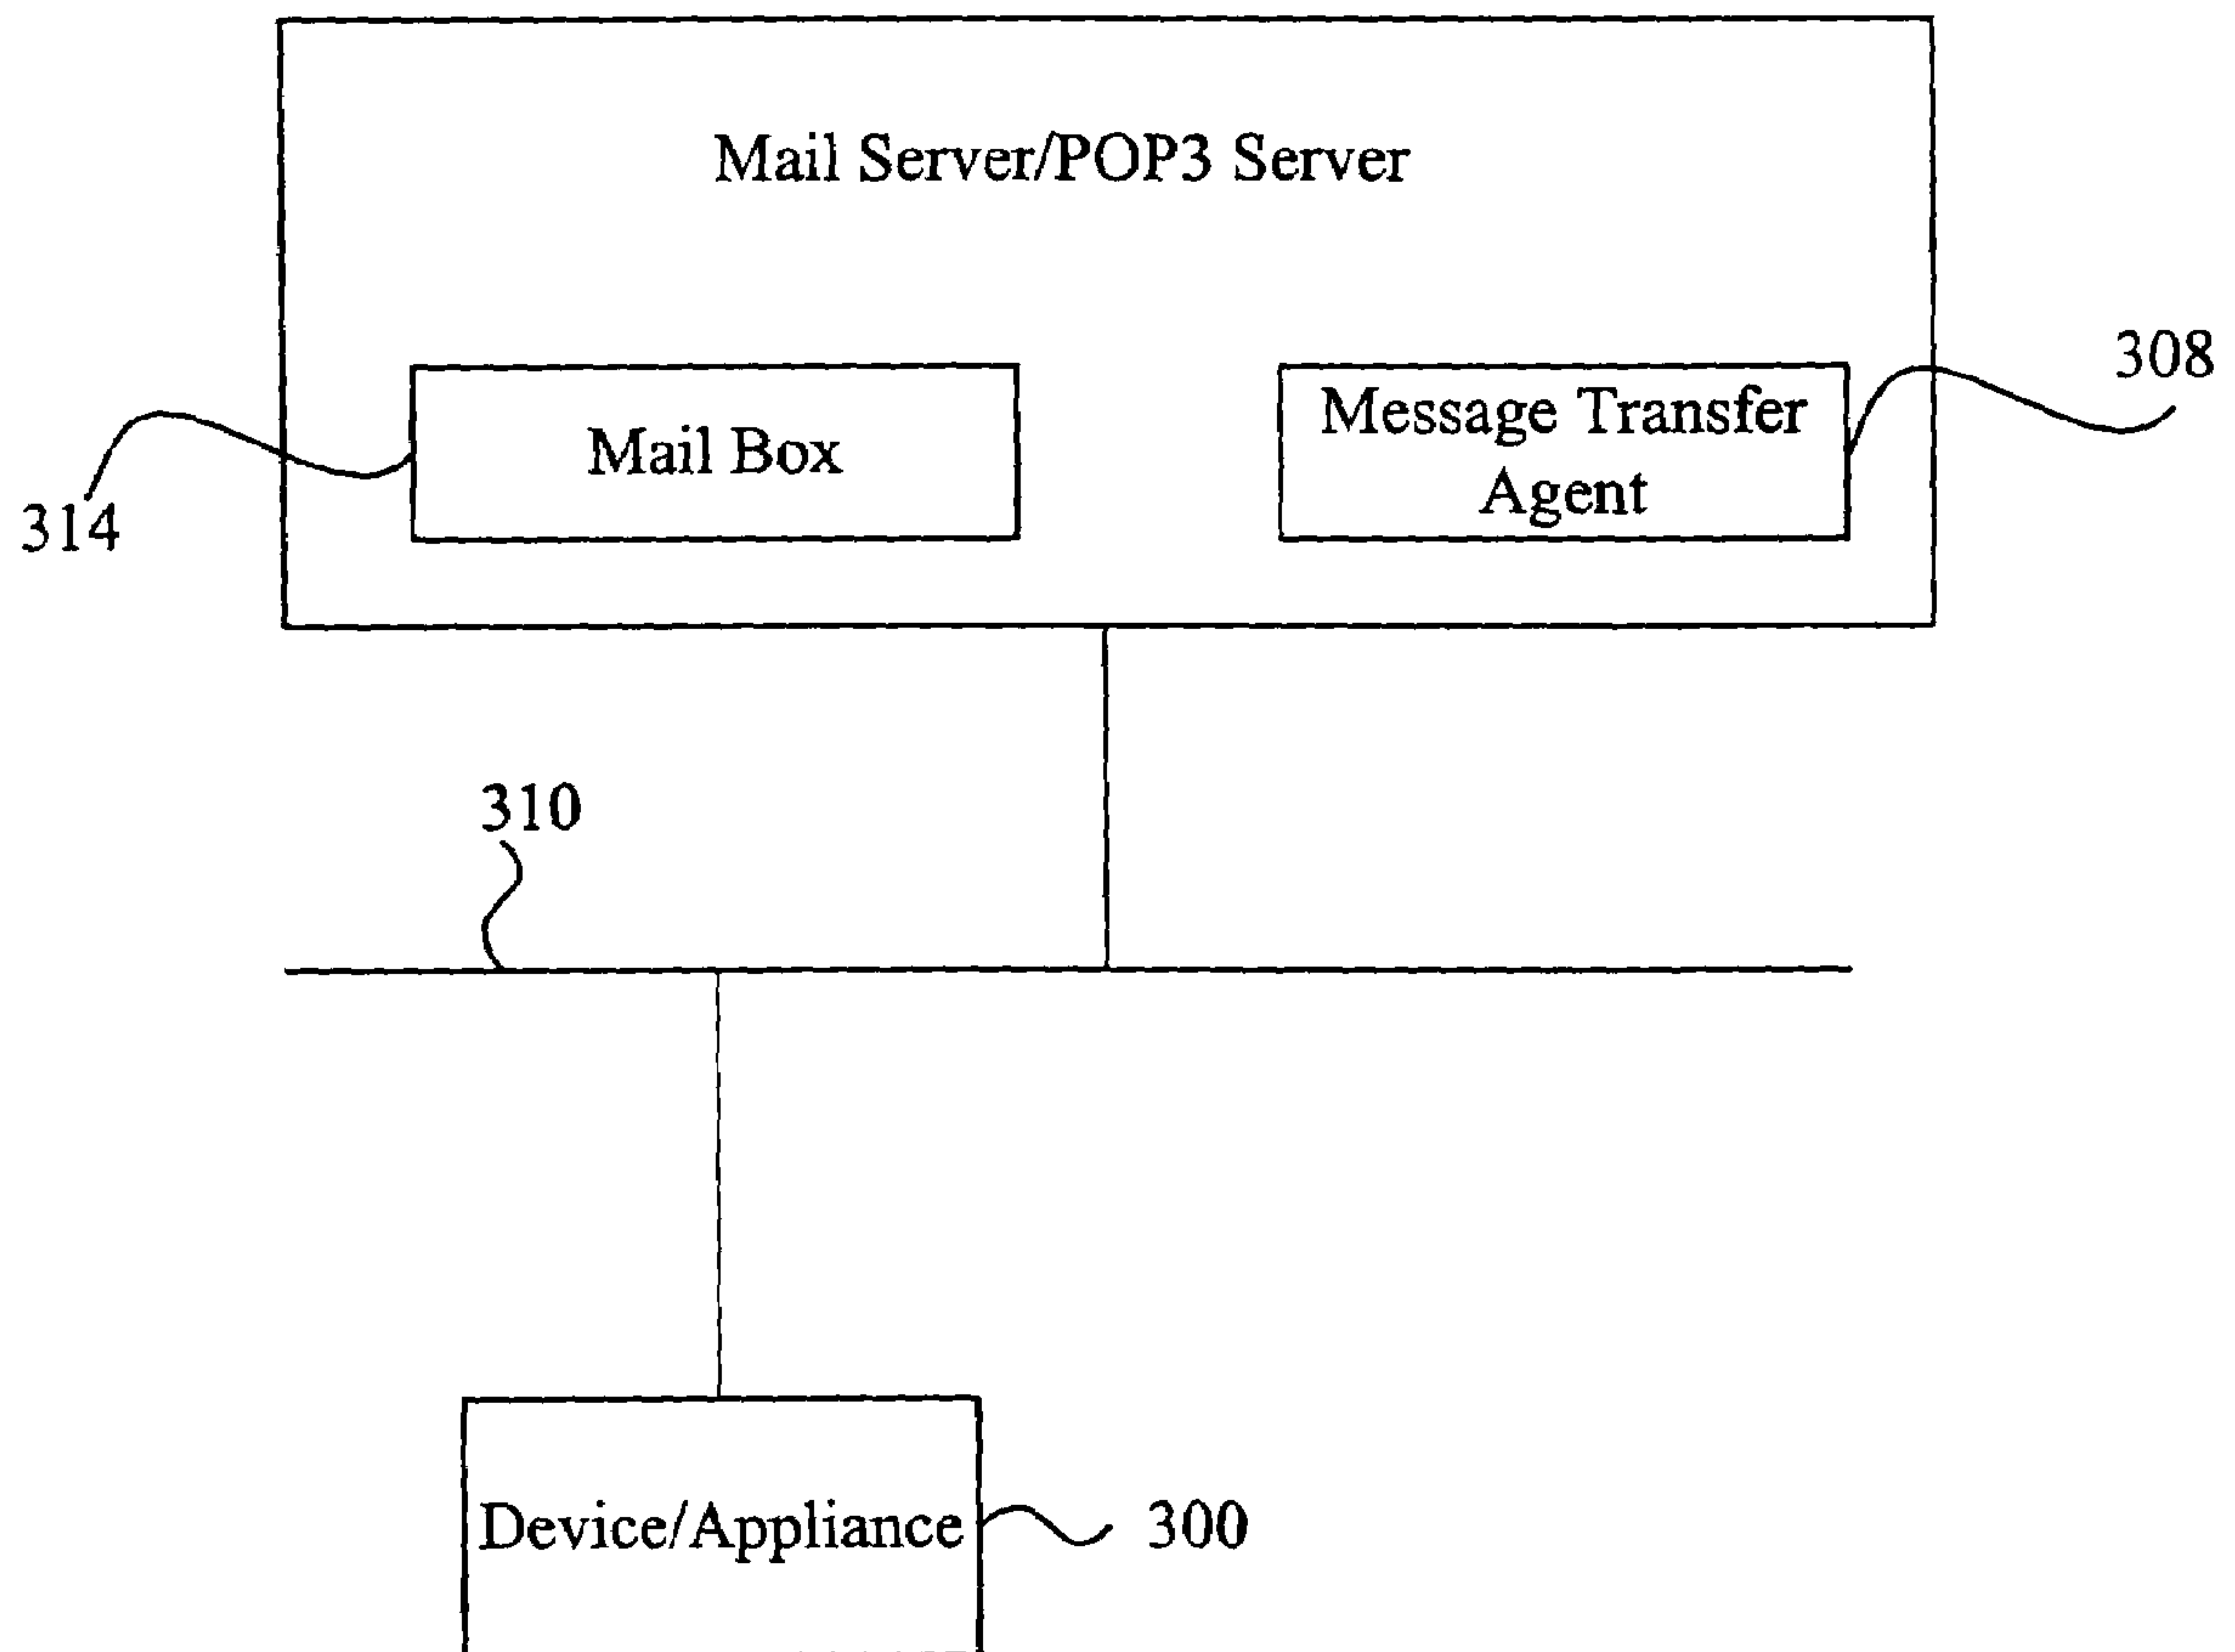 Mail Server/POP3 Server
308
Mail Box
Message Transfer
Agent
314
310
Device/Appliance
300